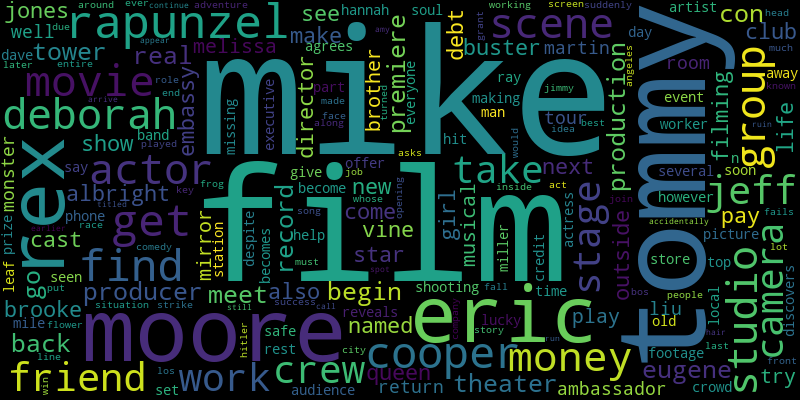 jones around ever continue adventure hannah soul working screen suddenly artist head
due appear see grant con
well rapunzel make debt scene day club
dave tower real melissa agrees buster martin room much
later entire role ray amy angeles away
movie embassy director brother premiere everyone jimmy production tommy event group known
end part made face making man tour idea best filming
deborah missing executive along turned hit would worker life
band played asks
leaf monster show mike n
say actor give offer job take next several soon ruin
rex albright key frog become new whose opening inside act join jeff fails
prize phone race titled mirror station despite song come girl musical actress stage outside however accidentally
cast earlier record help vine film miller credit picture pay lot
gore find comedy becomes must star spot store top
seen producer meet also begin shooting fall time bos people liu old local studio camera discovers
put situation strike success call reveals company lucky play hair
brooke mile flower still safe named eric story footage last front
back moore hitler rest city cooper run money eugene crowd try
line crew queen
friend win los work audience return theater ambassador
set